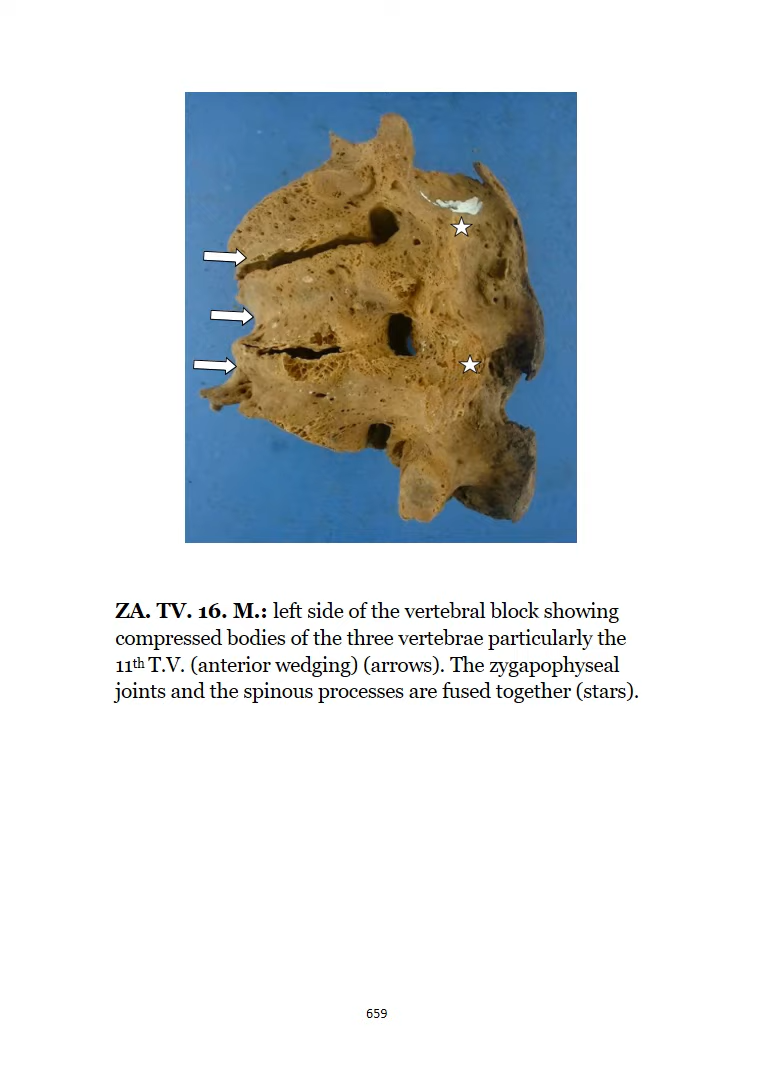 ZA. TV. 16. M.: left side of the vertebral block showing
compressed bodies of the three vertebrae particularly the
11th T.V. (anterior wedging) (arrows). The zygapophyseal
joints and the spinous processes are fused together (stars).
659